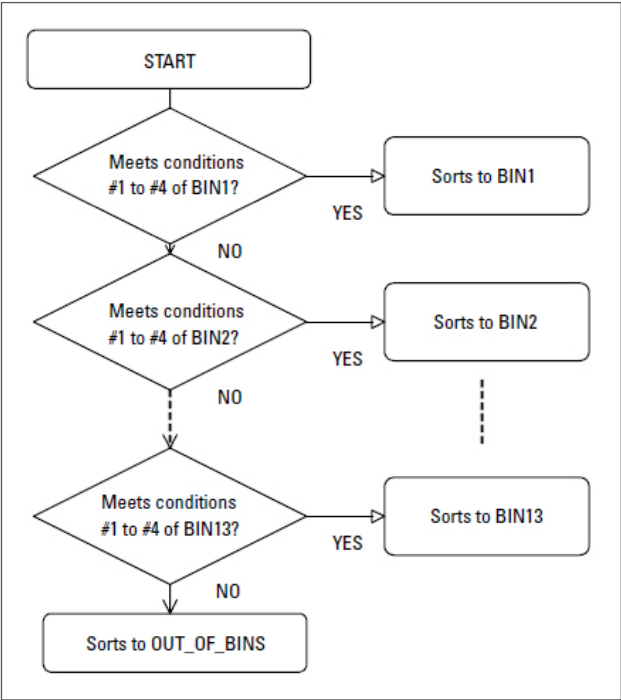 START
Meets conditions
#1 to #4 of BIN1?
Sorts to BIN1
YES
NO
Meets conditions
#1 to #4 of BIN2?
Sorts to BIN2
YES
NO
Meets conditions
#1 to #4 of BIN13?
Sorts to BIN13
YES
NO
Sorts to OUT_OF_BINS